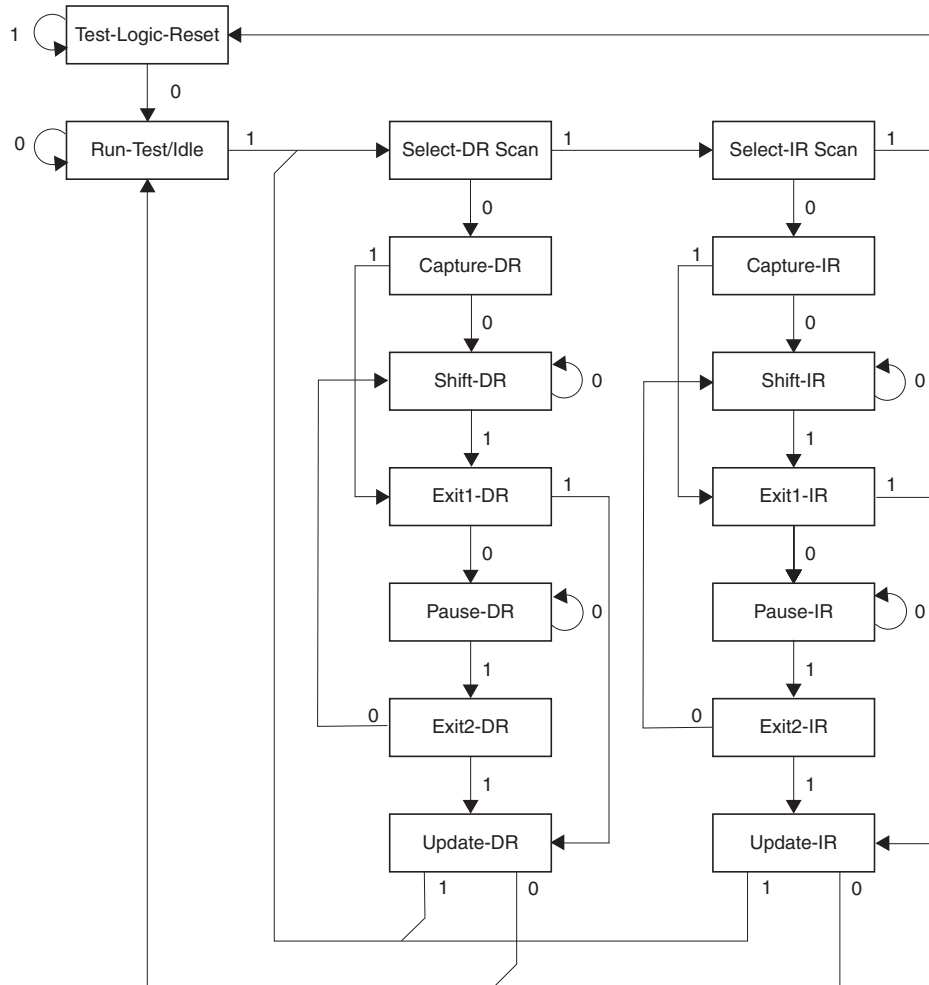 1 Test-Logic-Reset
0
0 Run-Test/Idle 1 Select-DR Scan 1 Select-IR Scan 1
0 0
1 Capture-DR 1 Capture-IR
0 0
Shift-DR 0 Shift-IR 0
1 1
Exit1-DR 1 Exit1-IR 1
0 0
Pause-DR 0 Pause-IR 0
1 1
0 Exit2-DR 0 Exit2-IR
1 1
Update-DR Update-IR
1 0 1 0